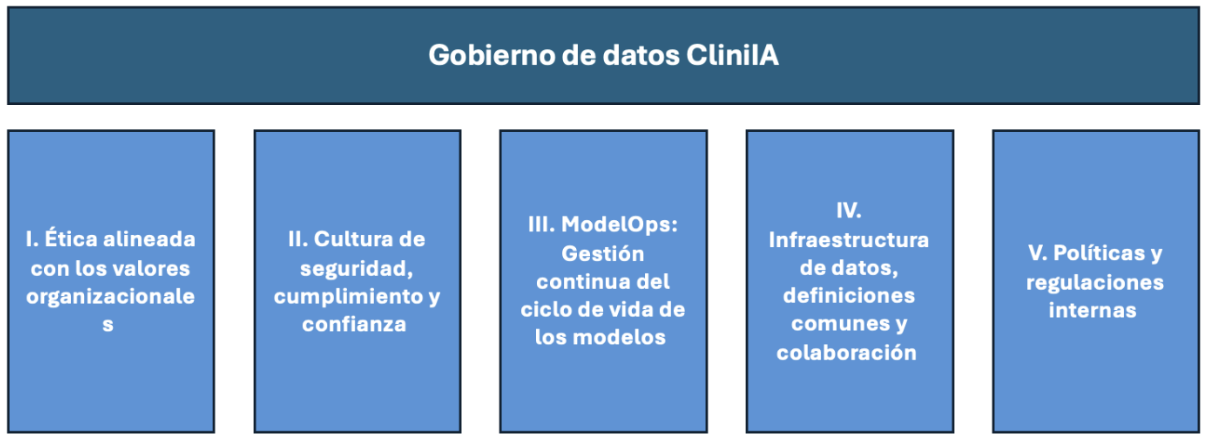 Gobierno de datos CliniIA
I. Ética alineada
con los valores
organizacionale
s
II. Cultura de
seguridad,
cumplimiento y
confianza
III. ModelOps:
Gestión
continua del
ciclo de vida de
los modelos
IV.
Infraestructura
de datos,
definiciones
comunes y
colaboración
V. Políticas y
regulaciones
internas